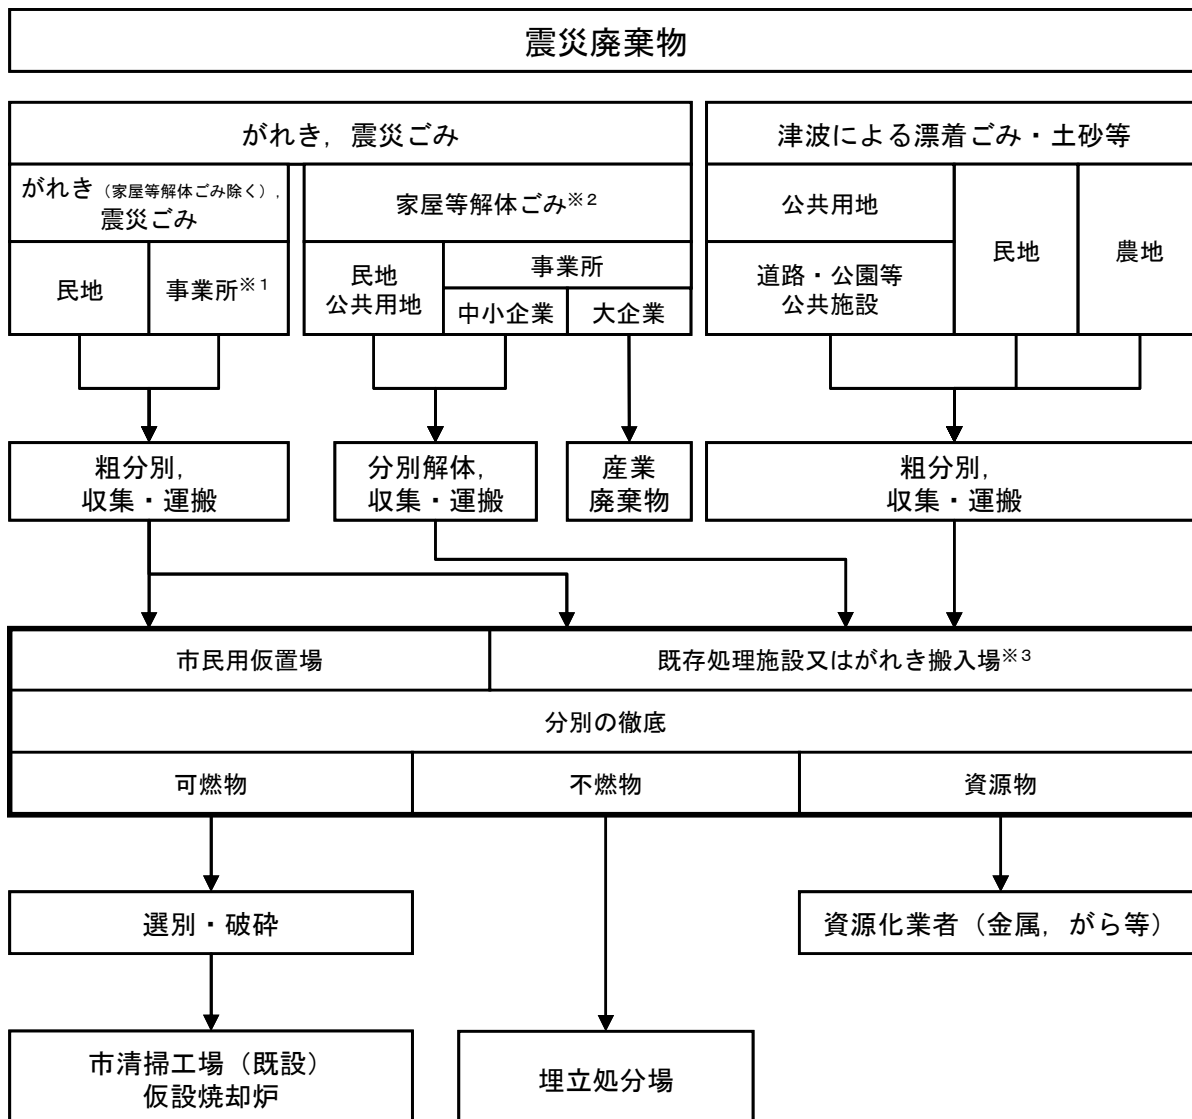 震災廃棄物
がれき，震災ごみ
津波による漂着ごみ・土砂等
がれき（家屋等解体ごみ除く），
震災ごみ
家屋等解体ごみ※2
公共用地
民地
農地
民地
事業所※1
民地
公共用地
事業所
中小企業
大企業
道路・公園等
公共施設
粗分別，
収集・運搬
分別解体，
収集・運搬
産業
廃棄物
粗分別，
収集・運搬
市民用仮置場
既存処理施設又はがれき搬入場※3
分別の徹底
可燃物
不燃物
資源物
選別・破砕
資源化業者（金属，がら等）
市清掃工場（既設）
仮設焼却炉
埋立処分場